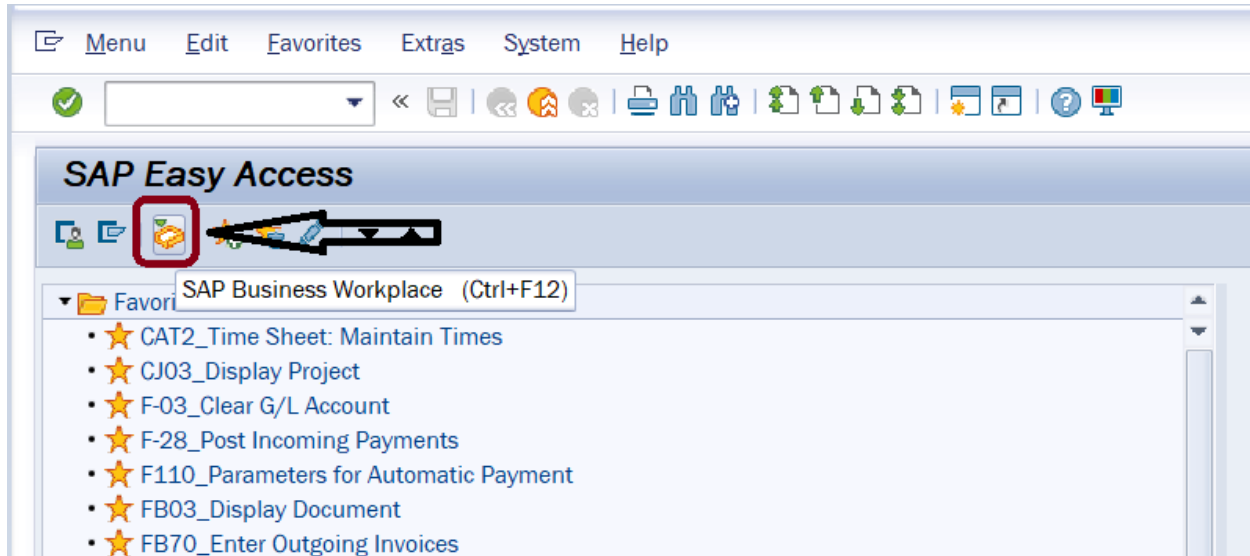 Menu Edit Favorites Extras System Help
SAP Easy Access
SAP Business Workplace (Ctrl+F12)
CAT2_Time Sheet: Maintain Times
CJ03_Display Project
F-03_Clear G/L Account
F-28_Post Incoming Payments
F110_Parameters for Automatic Payment
FB03_Display Document
FB70_Enter Outgoing Invoices